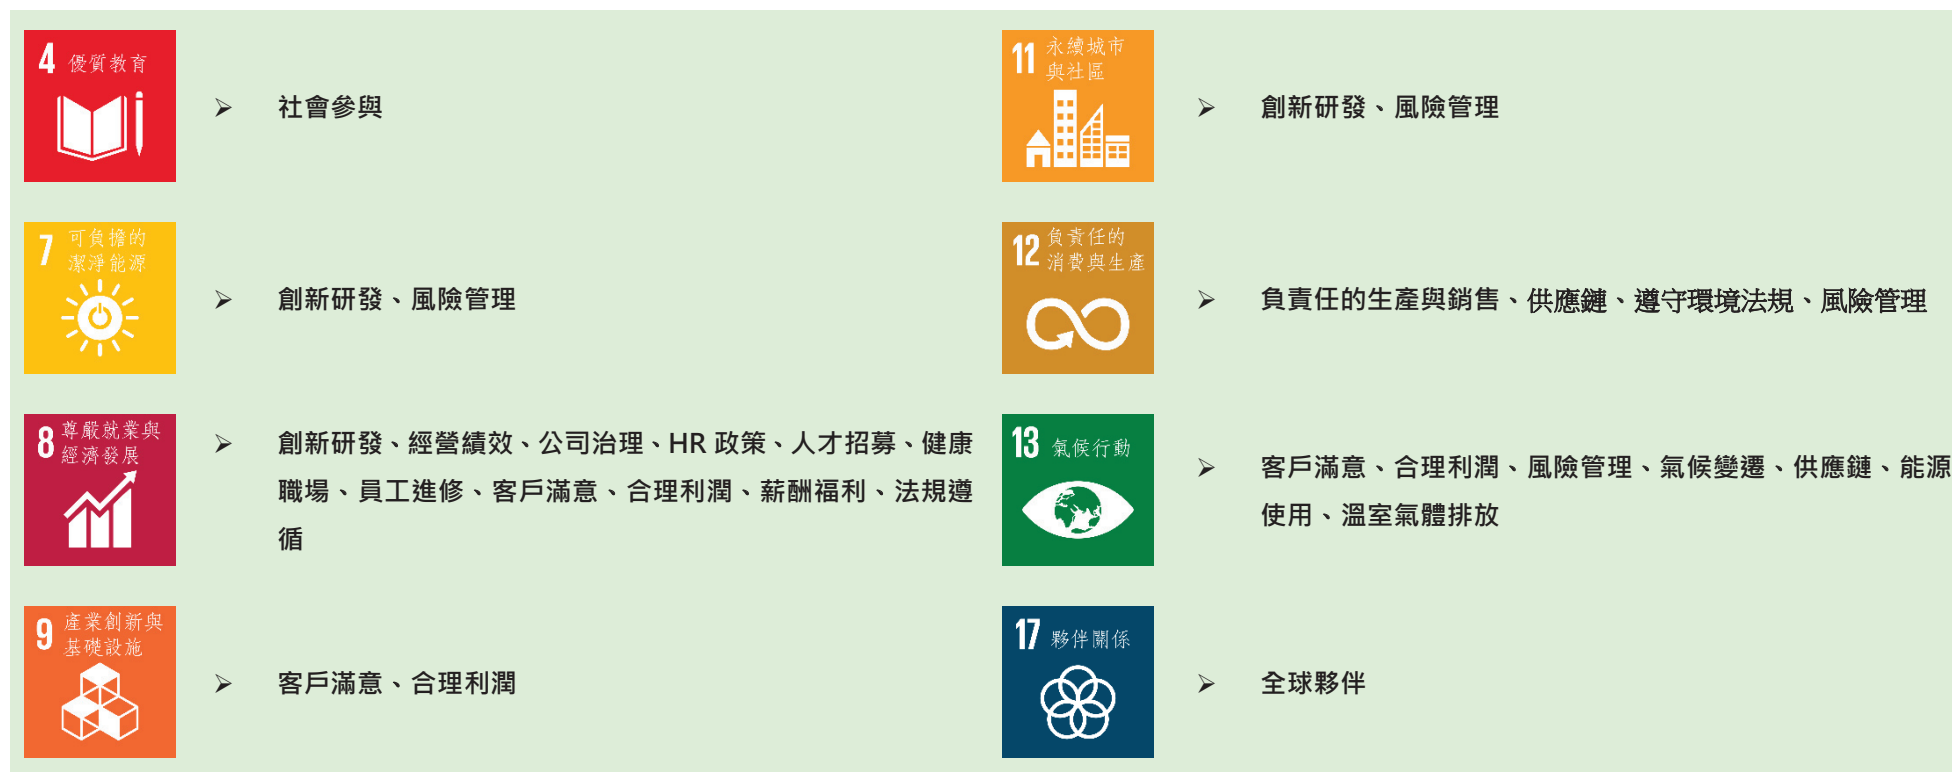 4 優質教育
➢ 社會參與
7 可負擔的
潔淨能源
➢ 創新研發、風險管理
8 尊嚴就業與
經濟發展
➢ 創新研發、經營績效、公司治理、HR 政策、人才招募、健康
職場、員工進修、客戶滿意、合理利潤、薪酬福利、法規遵
循
9 產業創新與
基礎設施
➢ 客戶滿意、合理利潤
11 永續城市
與社區
➢ 創新研發、風險管理
12 負責任的
消費與生產
➢ 負責任的生產與銷售、供應鏈、遵守環境法規、風險管理
13 氣候行動
➢ 客戶滿意、合理利潤、風險管理、氣候變遷、供應鏈、能源
使用、溫室氣體排放
17 夥伴關係
➢ 全球夥伴